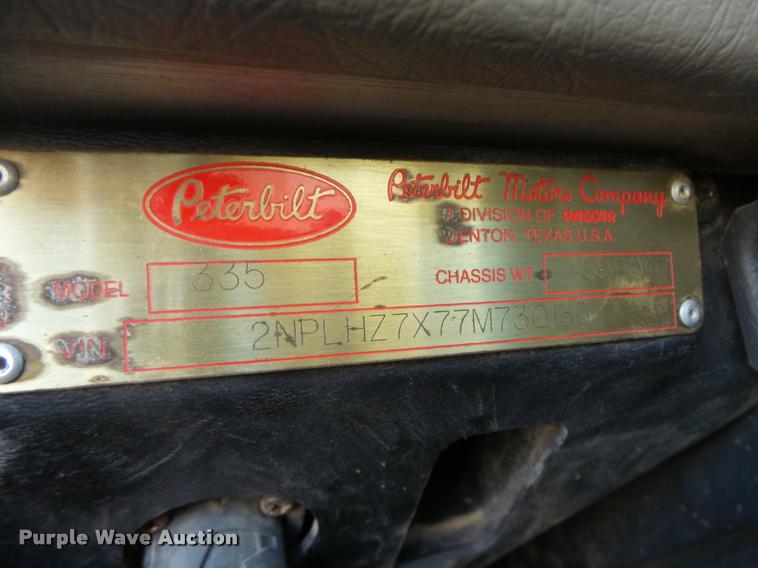 Peterbilt
Peterbilt Motors Company
A DIVISION OF PACCAR
DENTON, TEXAS U.S.A.
MODEL 335
CHASSIS WT.
VIN
Purple Wave Auction®